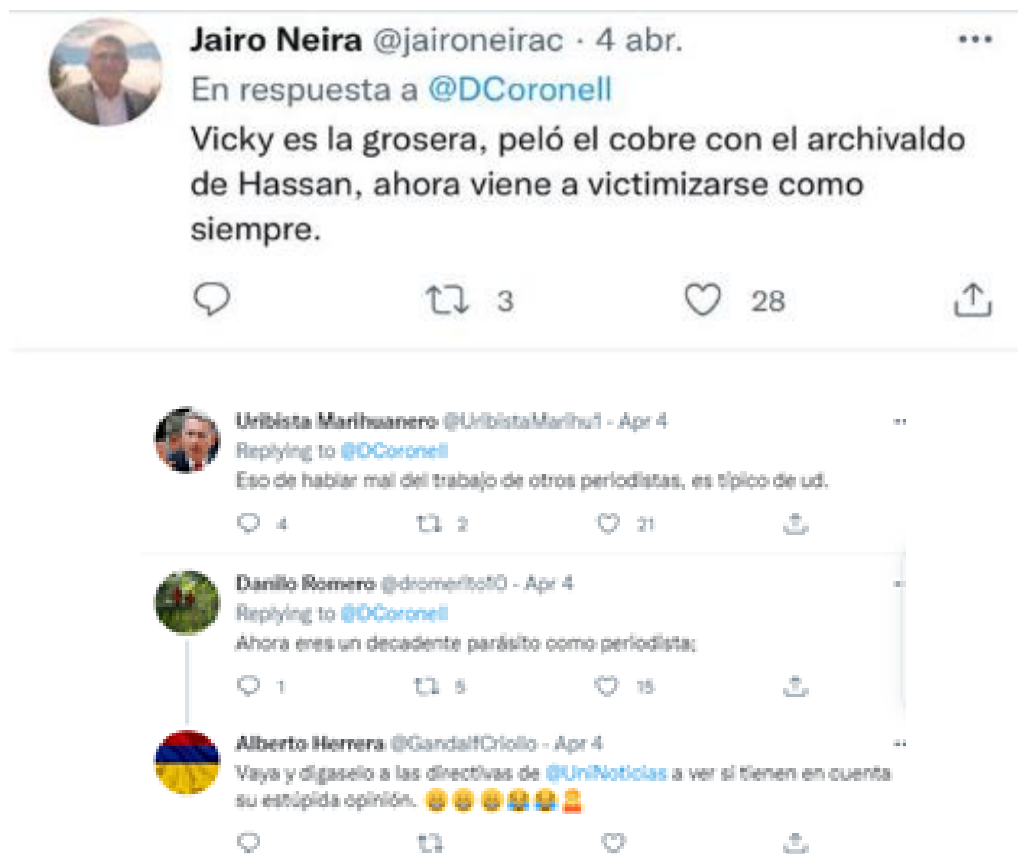 Jairo Neira @jaironeirac · 4 abr.
En respuesta a @DCoronell
Vicky es la grosera, peló el cobre con el archivaldo
de Hassan, ahora viene a victimizarse como
siempre.
3 28
Uribista Marihuanero @UribistaMarihu1 - Apr 4
Replying to @DCoronell
Eso de hablar mal del trabajo de otros periodistas, es típico de ud.
4 2 21
Danilo Romero @dromerito10 - Apr 4
Replying to @DCoronell
Ahora eres un decadente parásito como periodista;
1 5 15
Alberto Herrera @GandalfCriollo - Apr 4
Vaya y digaselo a las directivas de @UniNoticias a ver si tienen en cuenta
su estúpida opinión.